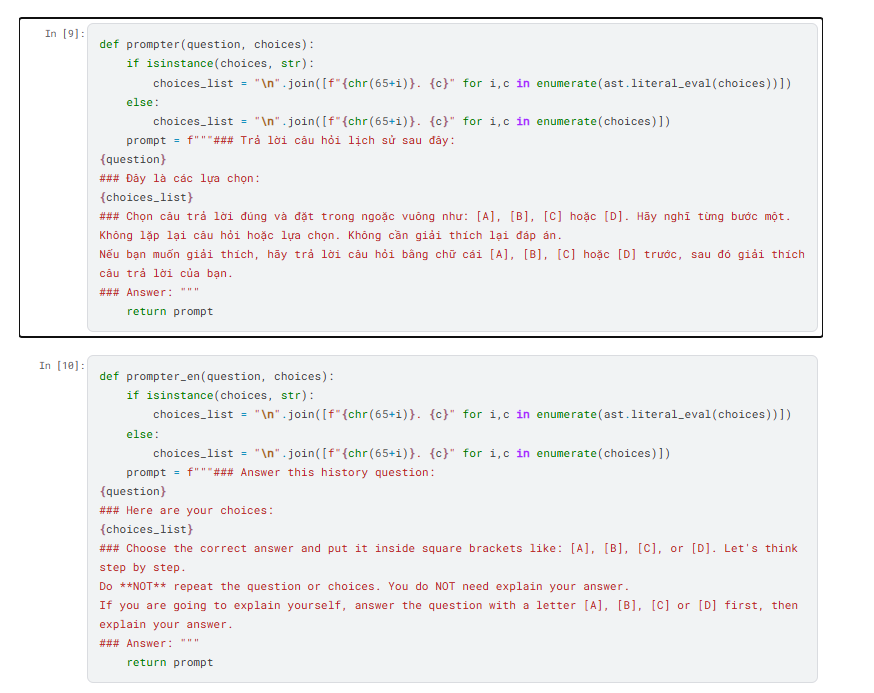 In [9]:
def prompter(question, choices):
    if isinstance(choices, str):
        choices_list = "\n".join([f"{chr(65+i)}. {c}" for i,c in enumerate(ast.literal_eval(choices))])
    else:
        choices_list = "\n".join([f"{chr(65+i)}. {c}" for i,c in enumerate(choices)])
    prompt = f"""### Trả lời câu hỏi lịch sử sau đây:
{question}
### Đây là các lựa chọn:
{choices_list}
### Chọn câu trả lời đúng và đặt trong ngoặc vuông như: [A], [B], [C] hoặc [D]. Hãy nghĩ từng bước một.
Không lặp lại câu hỏi hoặc lựa chọn. Không cần giải thích lại đáp án.
Nếu bạn muốn giải thích, hãy trả lời câu hỏi bằng chữ cái [A], [B], [C] hoặc [D] trước, sau đó giải thích
câu trả lời của bạn.
### Answer: """
    return prompt
In [10]:
def prompter_en(question, choices):
    if isinstance(choices, str):
        choices_list = "\n".join([f"{chr(65+i)}. {c}" for i,c in enumerate(ast.literal_eval(choices))])
    else:
        choices_list = "\n".join([f"{chr(65+i)}. {c}" for i,c in enumerate(choices)])
    prompt = f"""### Answer this history question:
{question}
### Here are your choices:
{choices_list}
### Choose the correct answer and put it inside square brackets like: [A], [B], [C], or [D]. Let's think
step by step.
Do **NOT** repeat the question or choices. You do NOT need explain your answer.
If you are going to explain yourself, answer the question with a letter [A], [B], [C] or [D] first, then
explain your answer.
### Answer: """
    return prompt